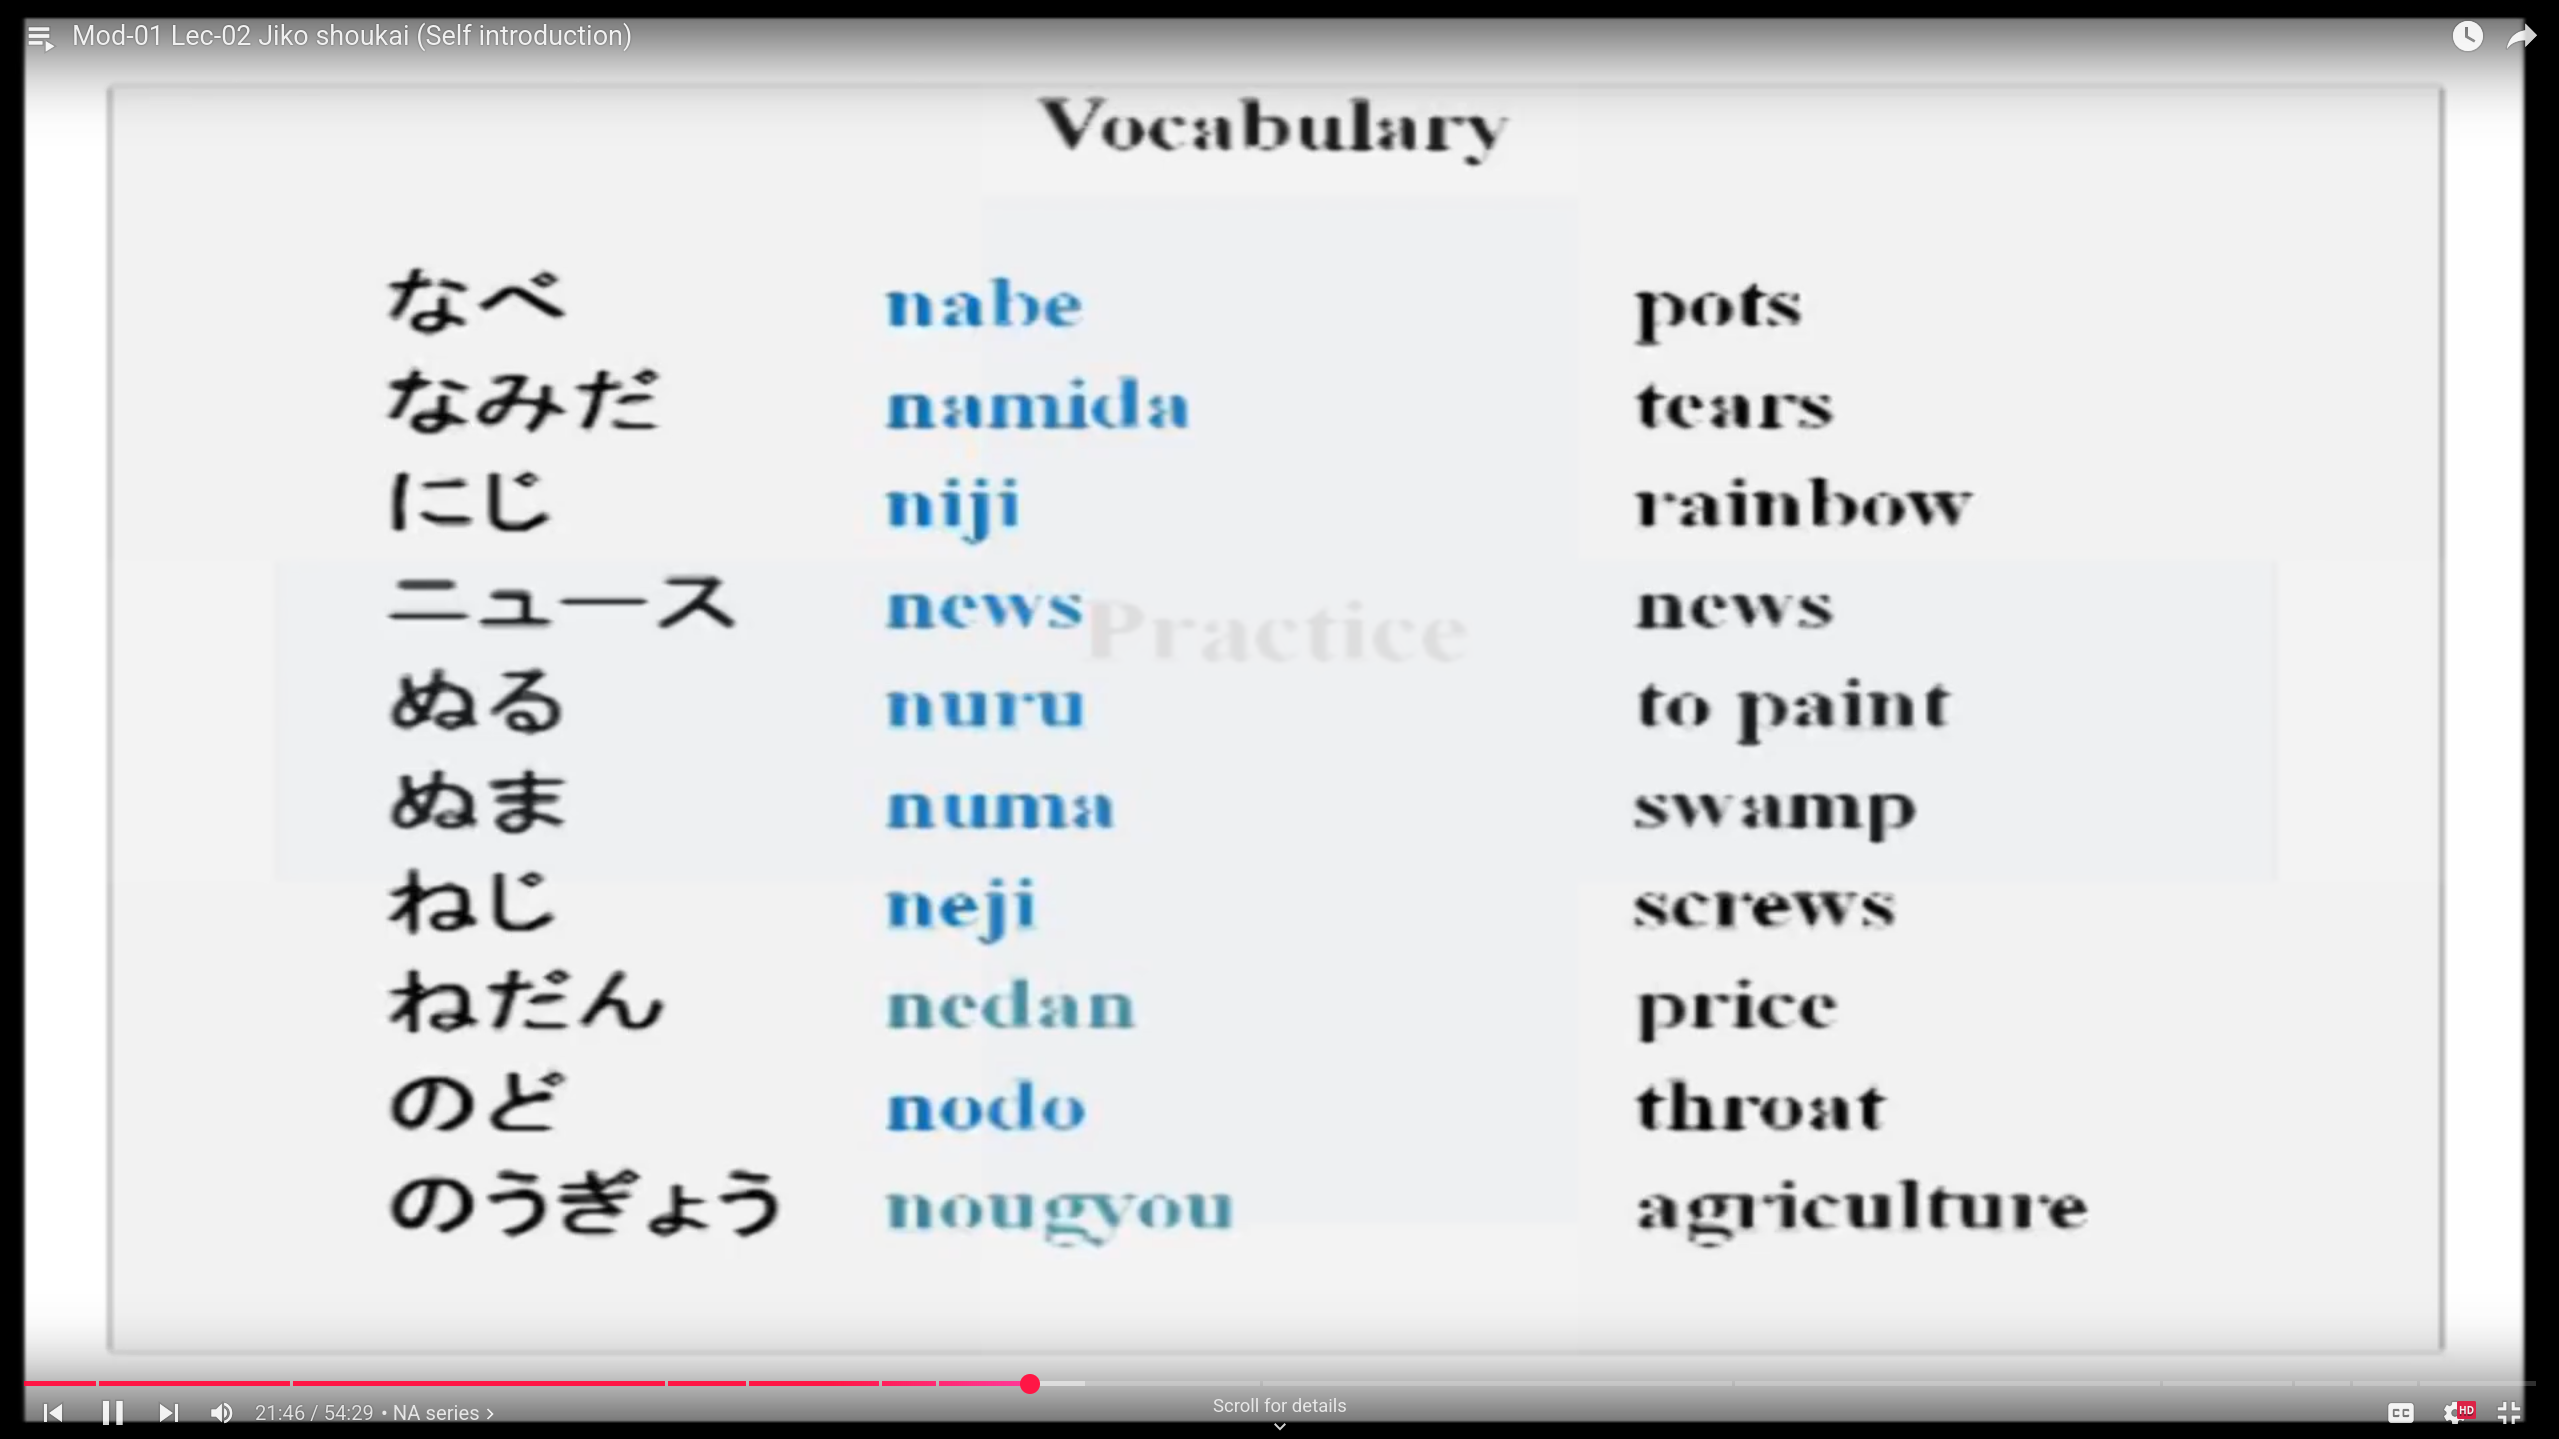 Mod-01 Lec-02 Jiko shoukai (Self introduction)
Vocabulary
なべ nabe pots
なみだ namida tears
にじ niji rainbow
ニュース news news
Practice
ぬる nuru to paint
ぬま numa swamp
ねじ neji screws
ねだん nedan price
のど nodo throat
のうぎょう nougyou agriculture
21:46 / 54:29 • NA series ›
Scroll for details
CC
HD